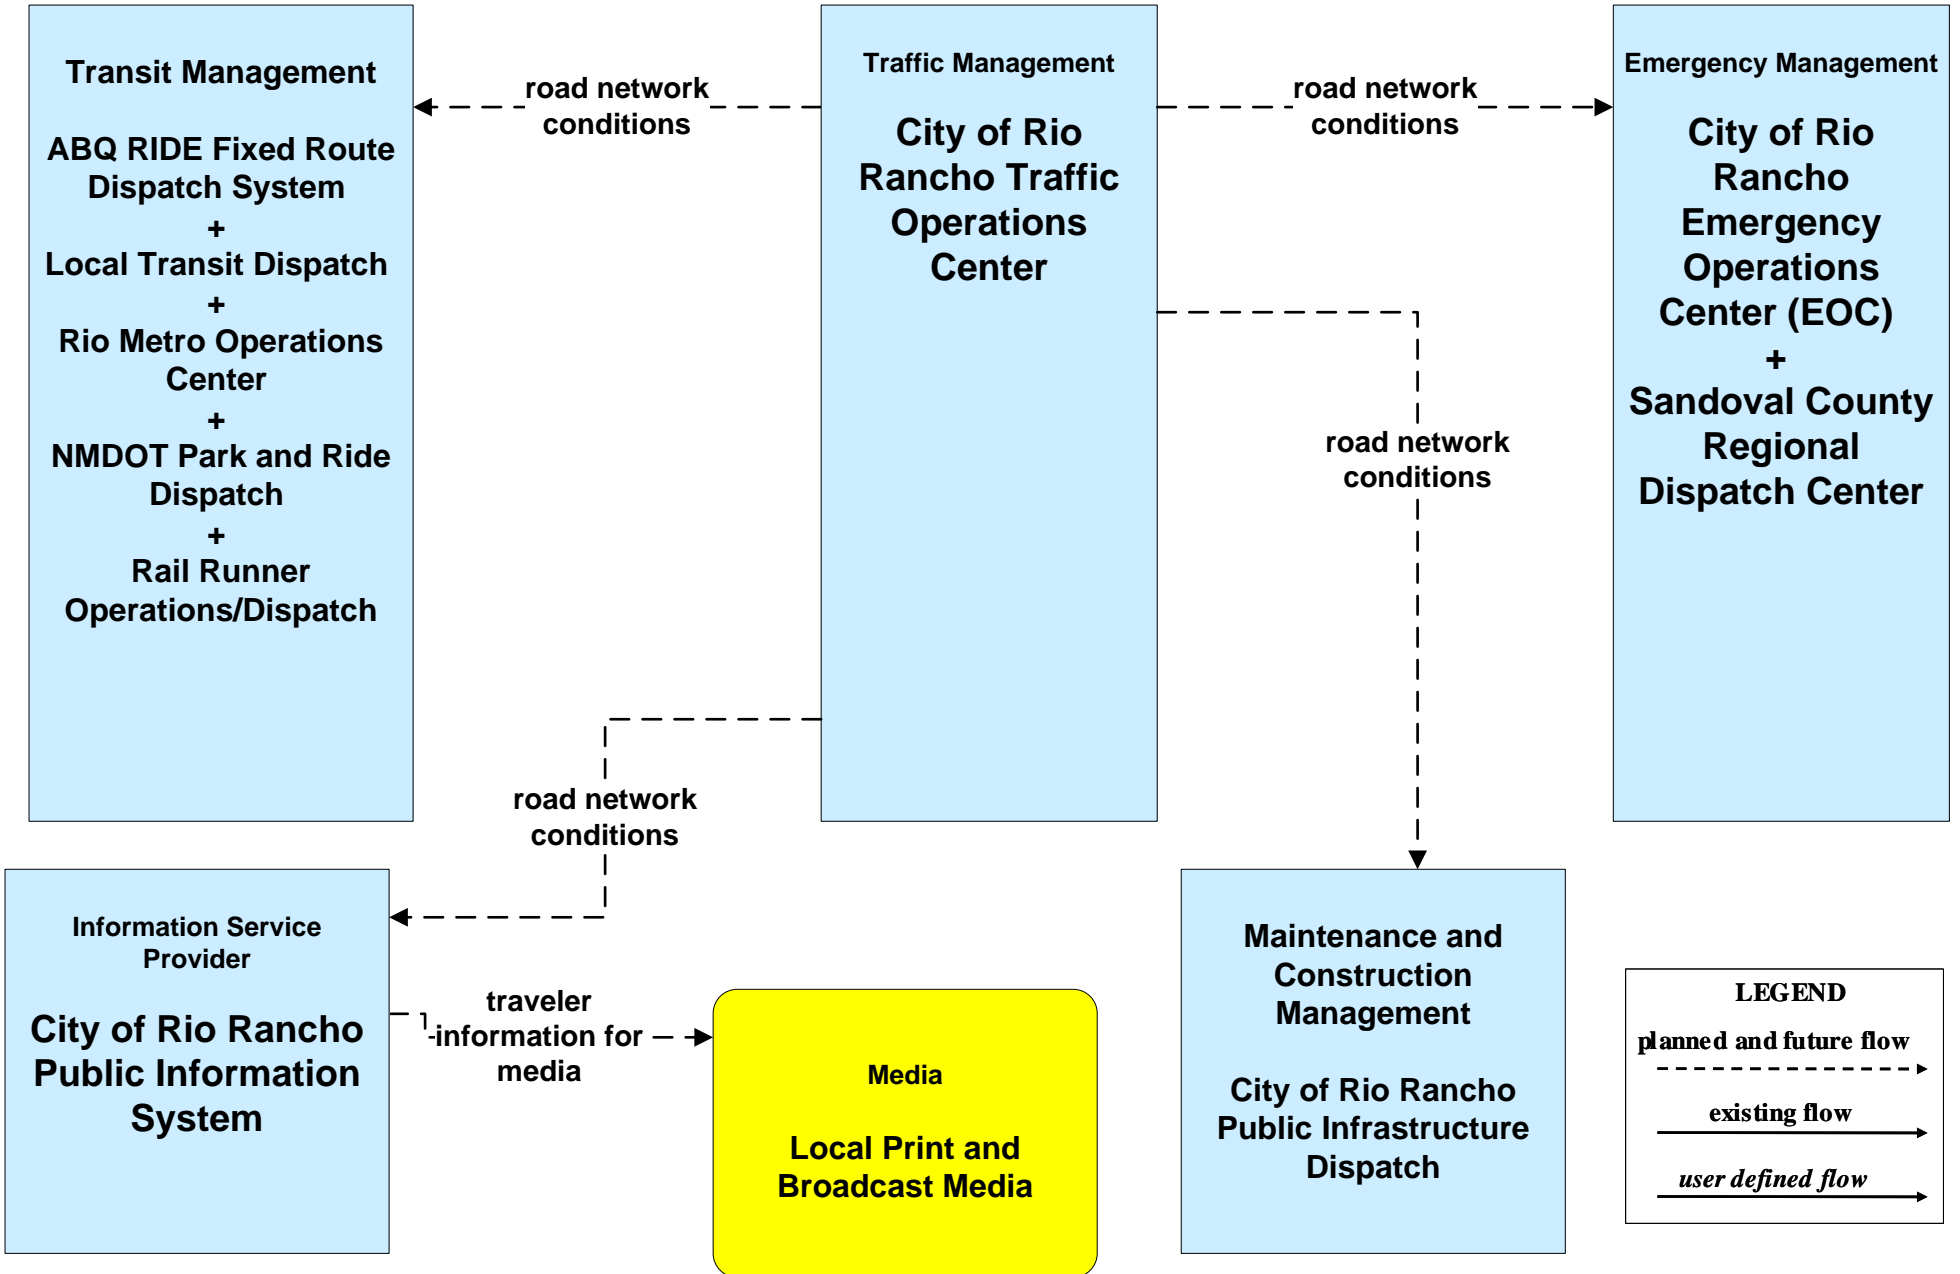 Transit Management
ABQ RIDE Fixed Route
Dispatch System
+
Local Transit Dispatch
+
Rio Metro Operations
Center
+
NMDOT Park and Ride
Dispatch
+
Rail Runner
Operations/Dispatch
road network
conditions
Traffic Management
City of Rio
Rancho Traffic
Operations
Center
road network
conditions
Emergency Management
City of Rio
Rancho
Emergency
Operations
Center (EOC)
+
Sandoval County
Regional
Dispatch Center
road network
conditions
road network
conditions
Information Service
Provider
City of Rio Rancho
Public Information
System
traveler
information for
media
Media
Local Print and
Broadcast Media
Maintenance and
Construction
Management
City of Rio Rancho
Public Infrastructure
Dispatch
LEGEND
planned and future flow
existing flow
user defined flow